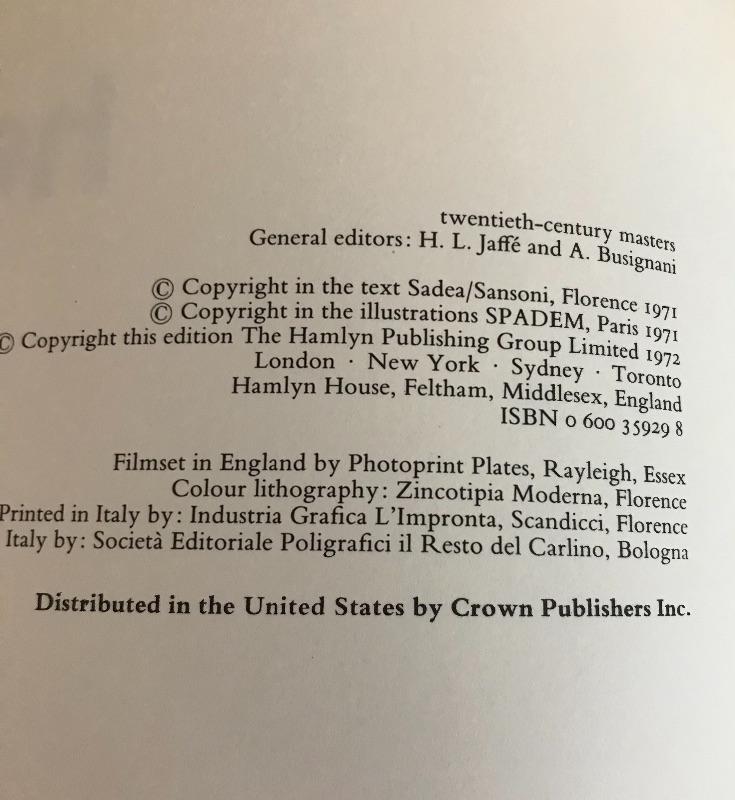 twentieth-century masters
General editors: H. L. Jaffé and A. Busignani
© Copyright in the text Sadea/Sansoni, Florence 1971
© Copyright in the illustrations SPADEM, Paris 1971
© Copyright this edition The Hamlyn Publishing Group Limited 1972
London · New York · Sydney · Toronto
Hamlyn House, Feltham, Middlesex, England
ISBN 0 600 35929 8
Filmset in England by Photoprint Plates, Rayleigh, Essex
Colour lithography: Zincotipia Moderna, Florence
Printed in Italy by: Industria Grafica L'Impronta, Scandicci, Florence
Italy by: Società Editoriale Poligrafici il Resto del Carlino, Bologna
Distributed in the United States by Crown Publishers Inc.